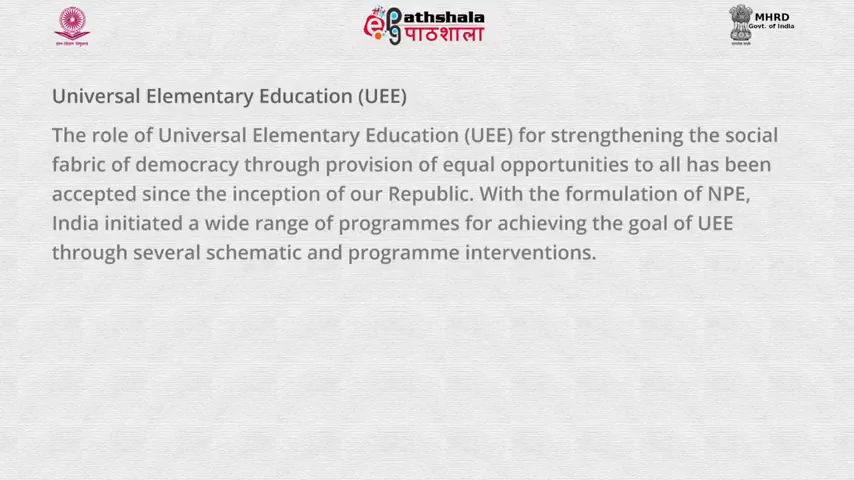 ePathshala
पाठशाला
MHRD
Govt. of India
Universal Elementary Education (UEE)
The role of Universal Elementary Education (UEE) for strengthening the social
fabric of democracy through provision of equal opportunities to all has been
accepted since the inception of our Republic. With the formulation of NPE,
India initiated a wide range of programmes for achieving the goal of UEE
through several schematic and programme interventions.